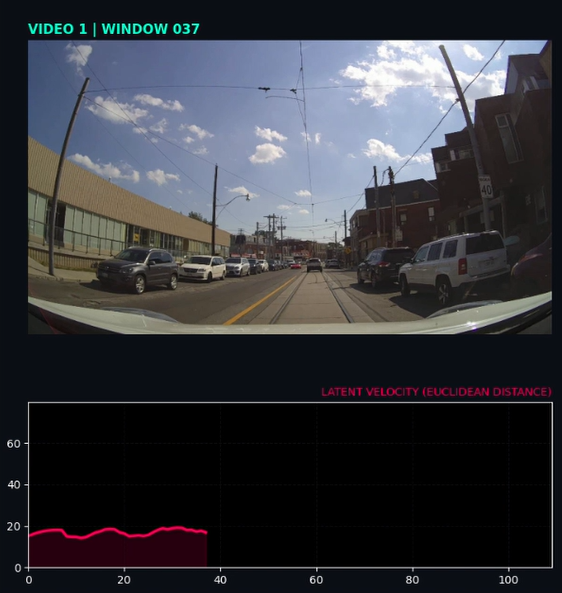 VIDEO 1 | WINDOW 037
40
LATENT VELOCITY (EUCLIDEAN DISTANCE)
60
40
20
0
0 20 40 60 80 100